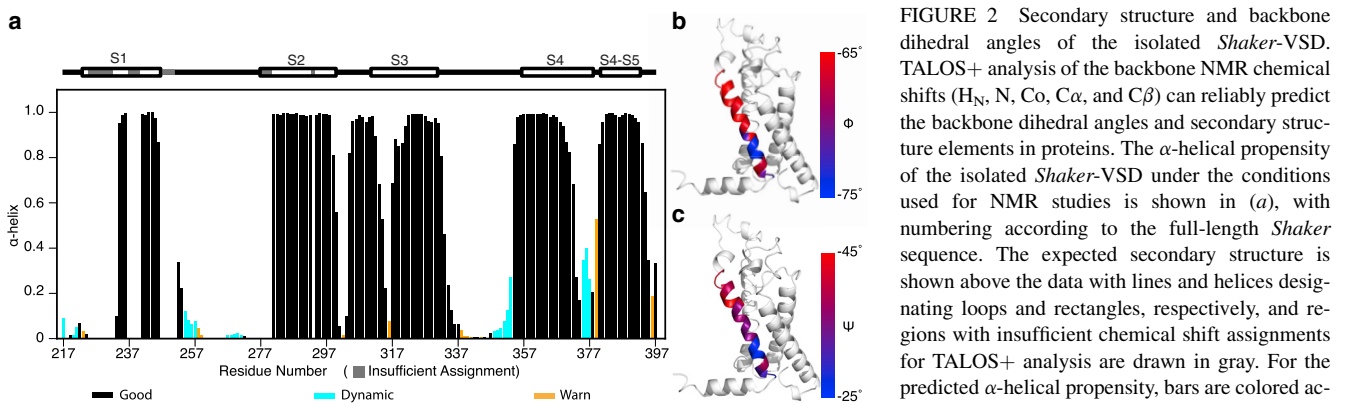 a
S1
S2
S3
S4
S4-S5
1.0
0.8
0.6
0.4
0.2
0
α-helix
217 237 257 277 297 317 337 357 377 397
Residue Number ( Insufficient Assignment)
Good Dynamic Warn
b
-65°
Φ
-75°
c
-45°
Ψ
-25°
FIGURE 2 Secondary structure and backbone
dihedral angles of the isolated Shaker-VSD.
TALOS+ analysis of the backbone NMR chemical
shifts (HN, N, Co, Cα, and Cβ) can reliably predict
the backbone dihedral angles and secondary struc-
ture elements in proteins. The α-helical propensity
of the isolated Shaker-VSD under the conditions
used for NMR studies is shown in (a), with
numbering according to the full-length Shaker
sequence. The expected secondary structure is
shown above the data with lines and helices desig-
nating loops and rectangles, respectively, and re-
gions with insufficient chemical shift assignments
for TALOS+ analysis are drawn in gray. For the
predicted α-helical propensity, bars are colored ac-